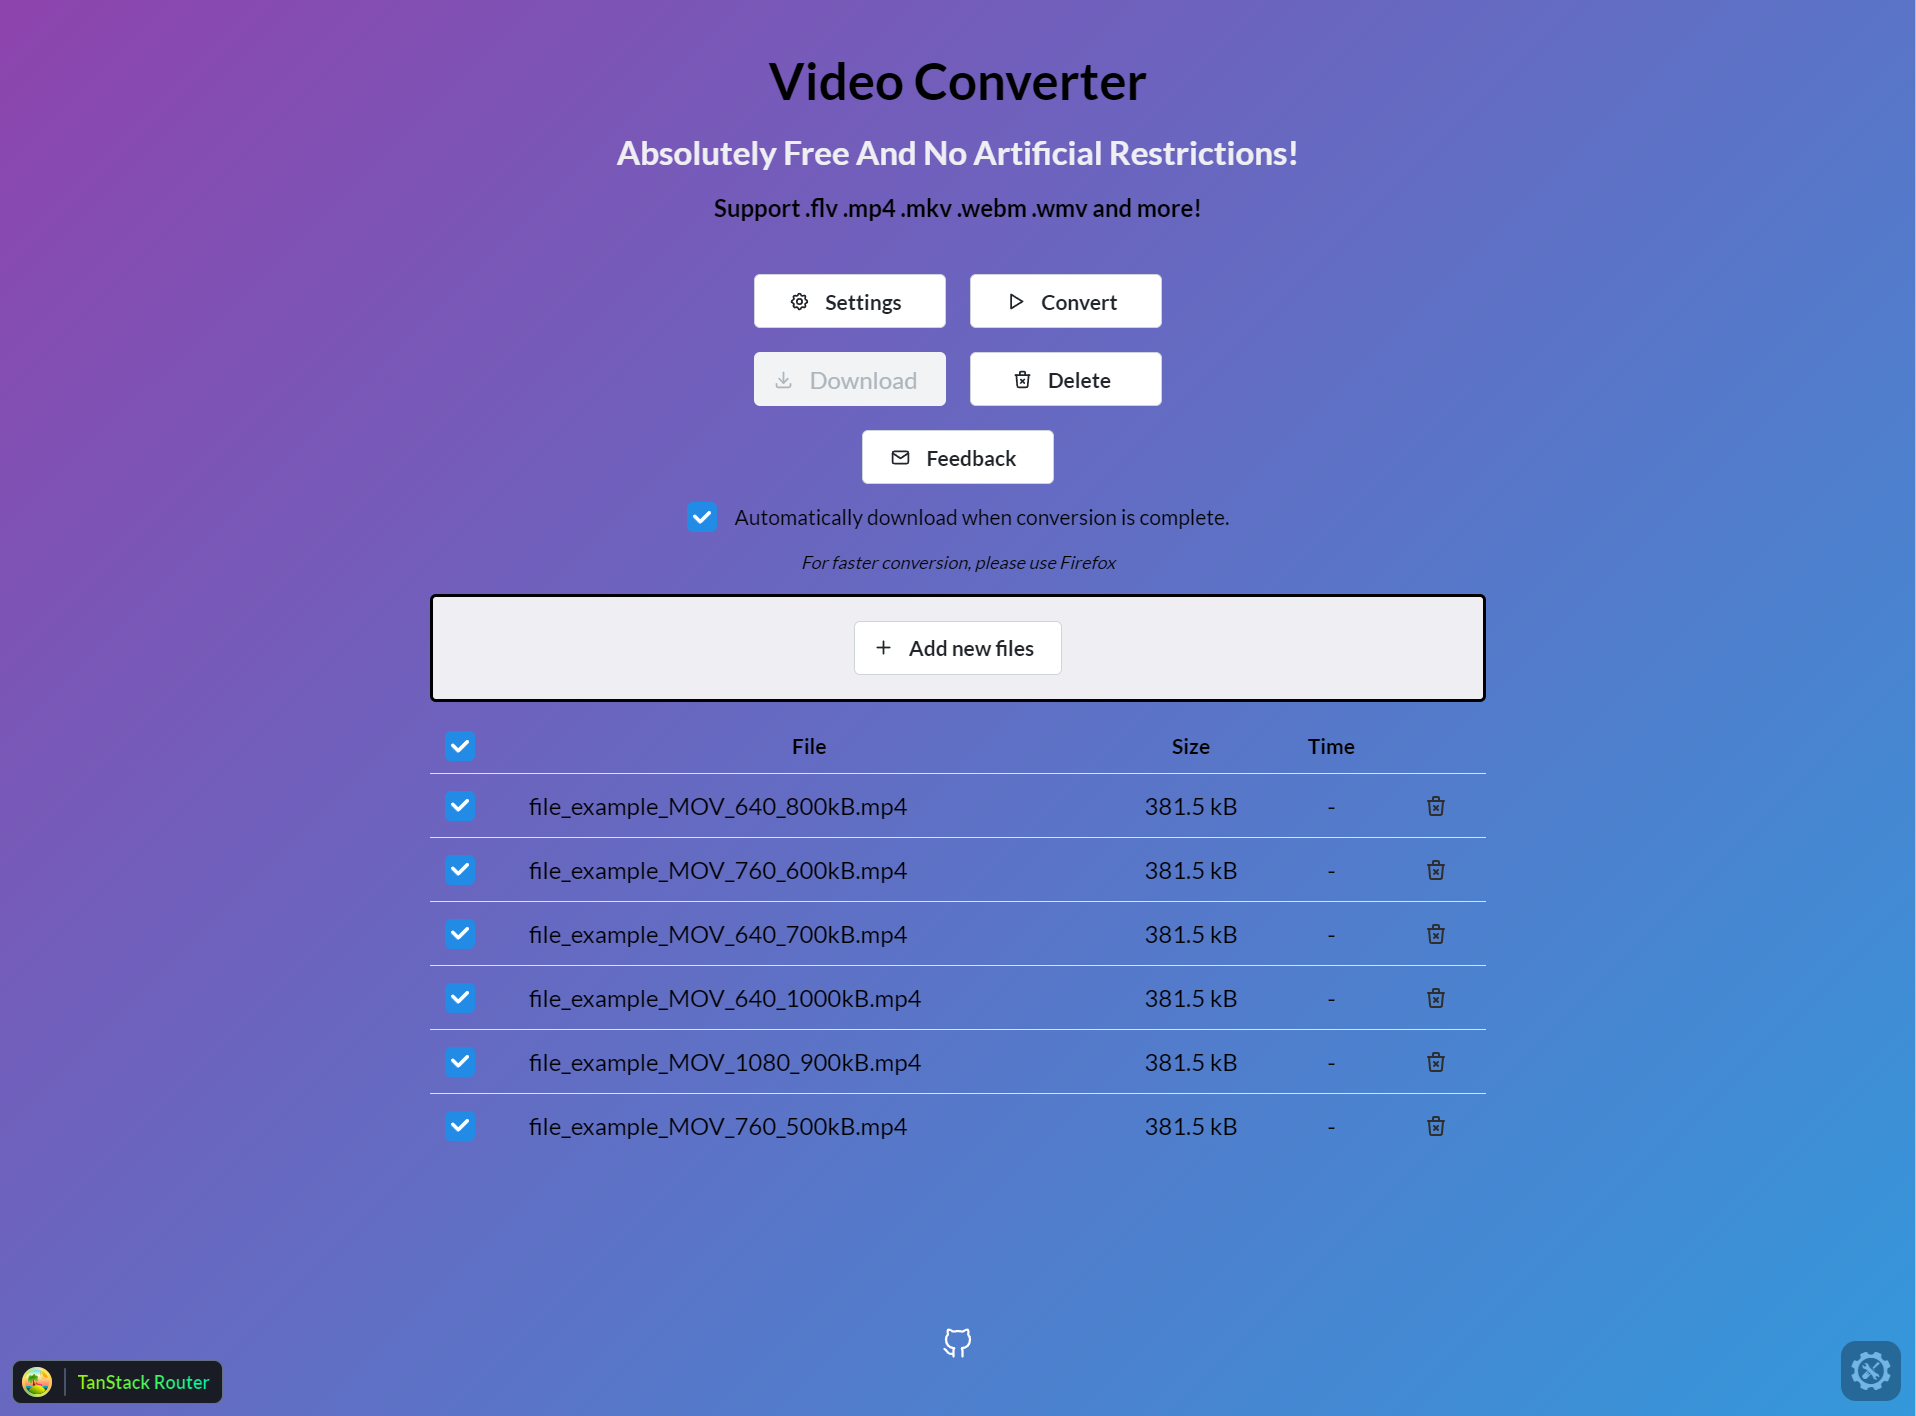 Video Converter
Absolutely Free And No Artificial Restrictions!
Support .flv .mp4 .mkv .webm .wmv and more!
Settings
Convert
Download
Delete
Feedback
Automatically download when conversion is complete.
For faster conversion, please use Firefox
Add new files
File Size Time
file_example_MOV_640_800kB.mp4 381.5 kB -
file_example_MOV_760_600kB.mp4 381.5 kB -
file_example_MOV_640_700kB.mp4 381.5 kB -
file_example_MOV_640_1000kB.mp4 381.5 kB -
file_example_MOV_1080_900kB.mp4 381.5 kB -
file_example_MOV_760_500kB.mp4 381.5 kB -
TanStack Router